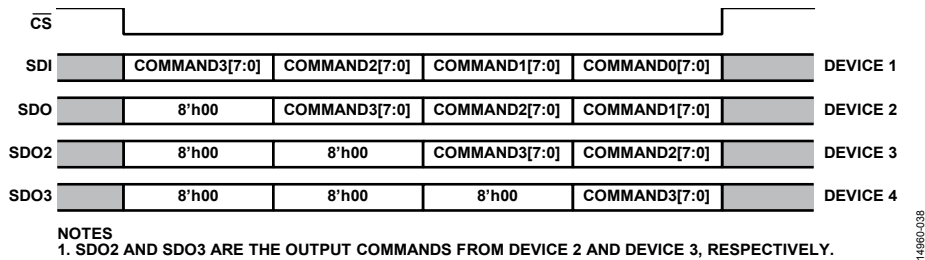 CS
SDI COMMAND3[7:0] COMMAND2[7:0] COMMAND1[7:0] COMMAND0[7:0] DEVICE 1
SDO 8'h00 COMMAND3[7:0] COMMAND2[7:0] COMMAND1[7:0] DEVICE 2
SDO2 8'h00 8'h00 COMMAND3[7:0] COMMAND2[7:0] DEVICE 3
SDO3 8'h00 8'h00 8'h00 COMMAND3[7:0] DEVICE 4
NOTES
1. SDO2 AND SDO3 ARE THE OUTPUT COMMANDS FROM DEVICE 2 AND DEVICE 3, RESPECTIVELY.
14960-038